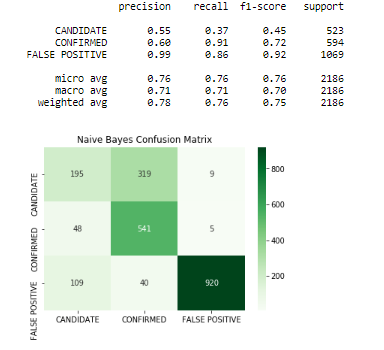 precision recall f1-score support
CANDIDATE 0.55 0.37 0.45 523
CONFIRMED 0.60 0.91 0.72 594
FALSE POSITIVE 0.99 0.86 0.92 1069
micro avg 0.76 0.76 0.76 2186
macro avg 0.71 0.71 0.70 2186
weighted avg 0.78 0.76 0.75 2186
Naive Bayes Confusion Matrix
CANDIDATE 195 319 9
CONFIRMED 48 541 5
FALSE POSITIVE 109 40 920
CANDIDATE CONFIRMED FALSE POSITIVE
800
600
400
200